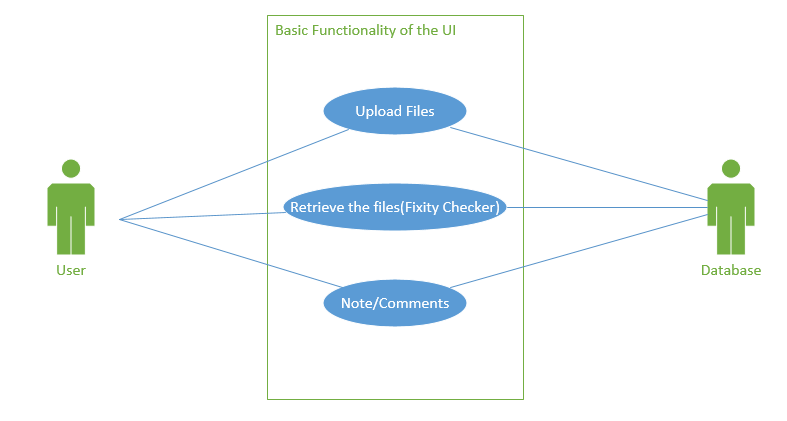 Basic Functionality of the UI
Upload Files
Retrieve the files(Fixity Checker)
Note/Comments
User
Database